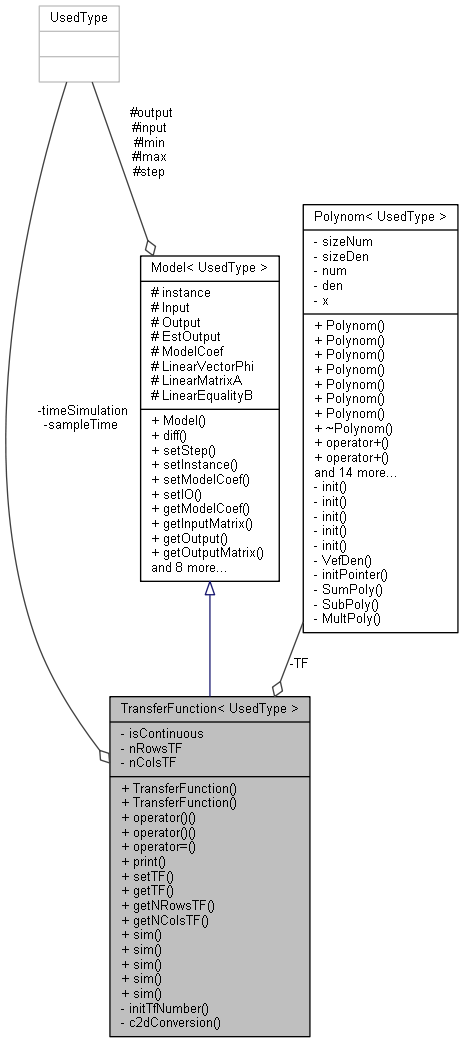 UsedType
#output
#input
#lmin
#lmax
#step
Model< UsedType >
# instance
# Input
# Output
# EstOutput
# ModelCoef
# LinearVectorPhi
# LinearMatrixA
# LinearEqualityB
+ Model()
+ diff()
+ setStep()
+ setInstance()
+ setModelCoef()
+ setIO()
+ getModelCoef()
+ getInputMatrix()
+ getOutput()
+ getOutputMatrix()
and 8 more...
Polynom< UsedType >
- sizeNum
- sizeDen
- num
- den
- x
+ Polynom()
+ Polynom()
+ Polynom()
+ Polynom()
+ Polynom()
+ Polynom()
+ Polynom()
+ ~Polynom()
+ operator+()
+ operator+()
and 14 more...
- init()
- init()
- init()
- init()
- init()
- VefDen()
- initPointer()
- SumPoly()
- SubPoly()
- MultPoly()
-timeSimulation
-sampleTime
-TF
TransferFunction< UsedType >
- isContinuous
- nRowsTF
- nColsTF
+ TransferFunction()
+ TransferFunction()
+ operator()()
+ operator()()
+ operator=()
+ print()
+ setTF()
+ getTF()
+ getNRowsTF()
+ getNColsTF()
+ sim()
+ sim()
+ sim()
+ sim()
+ sim()
- initTfNumber()
- c2dConversion()